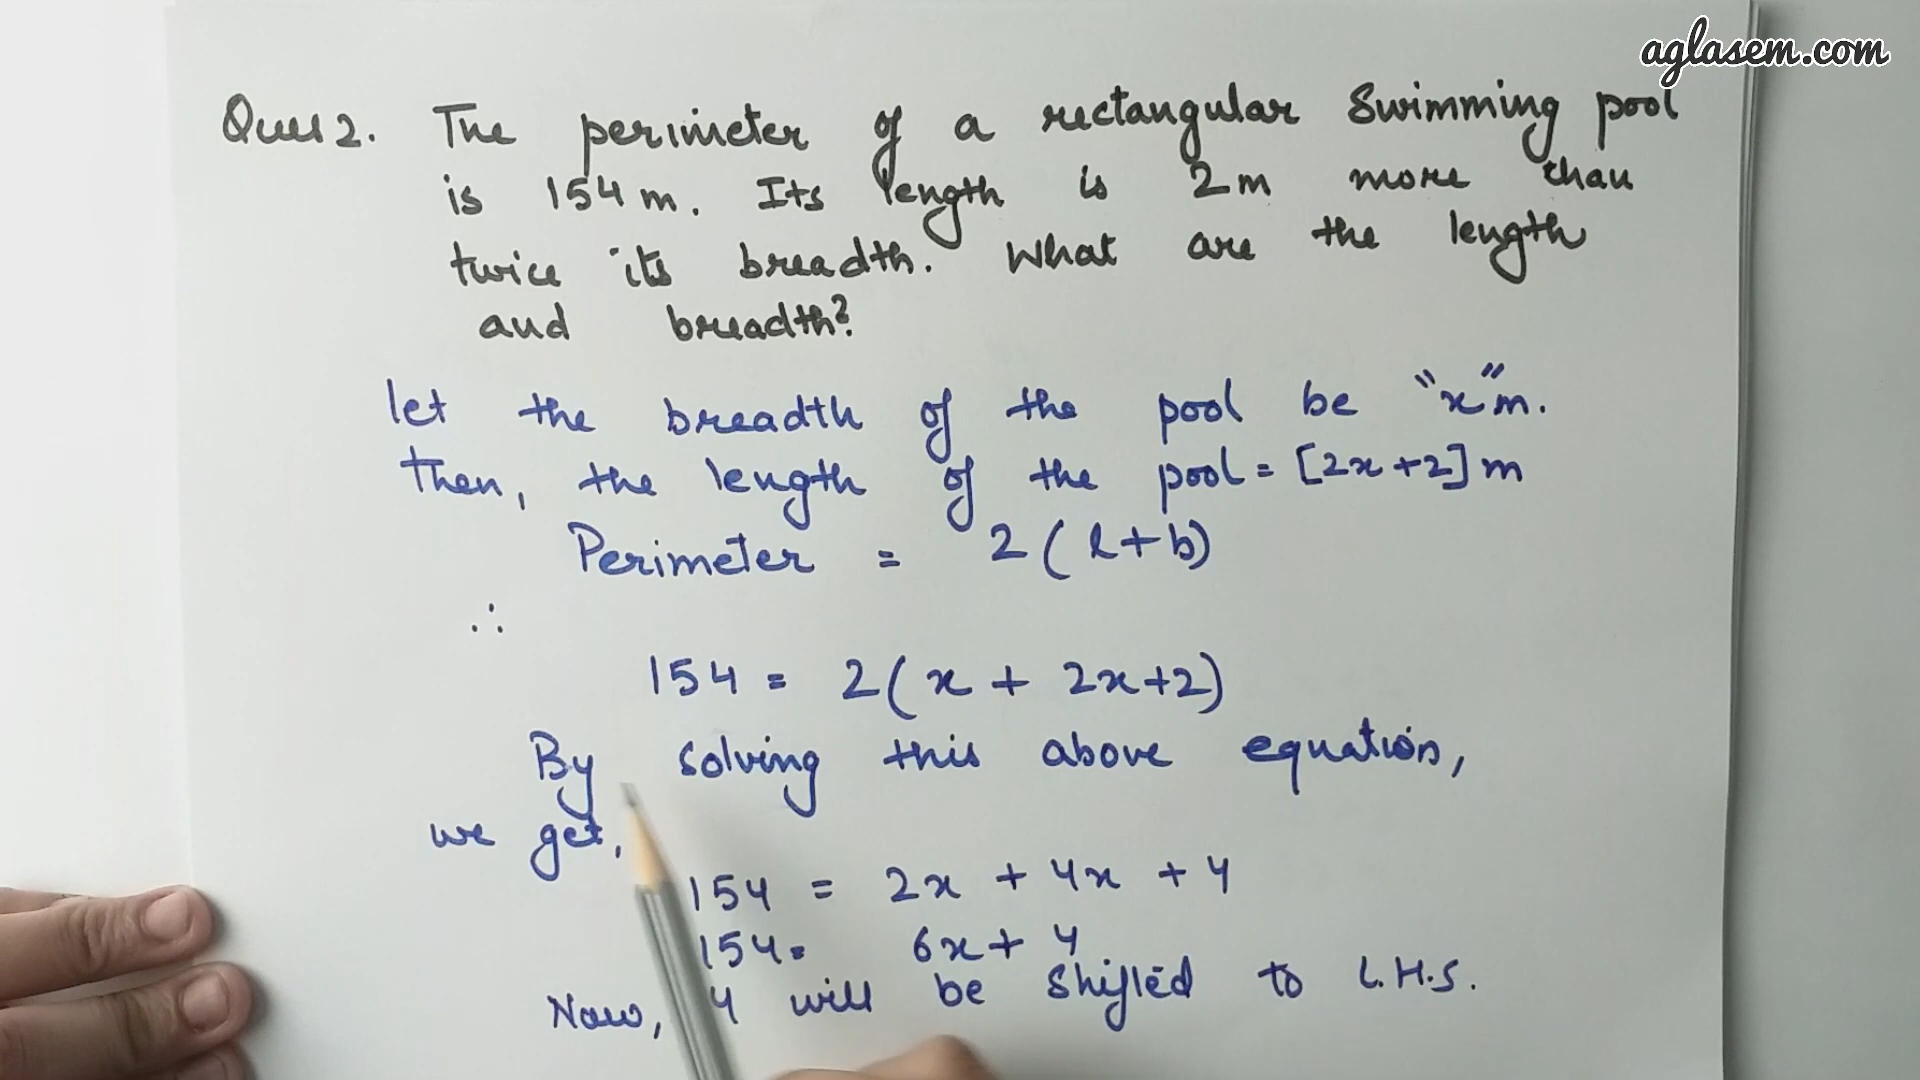 aglasem.com
Ques 2. The perimeter of a rectangular Swimming pool
is 154 m. Its length is 2 m more than
twice its breadth. What are the length
and breadth?
let the breadth of the pool be "x" m.
then, the length of the pool = [2x + 2] m
Perimeter = 2 (l + b)
∴
154 = 2 (x + 2x + 2)
By solving this above equation,
we get,
154 = 2x + 4x + 4
154 = 6x + 4
Now, 4 will be shifted to L.H.S.